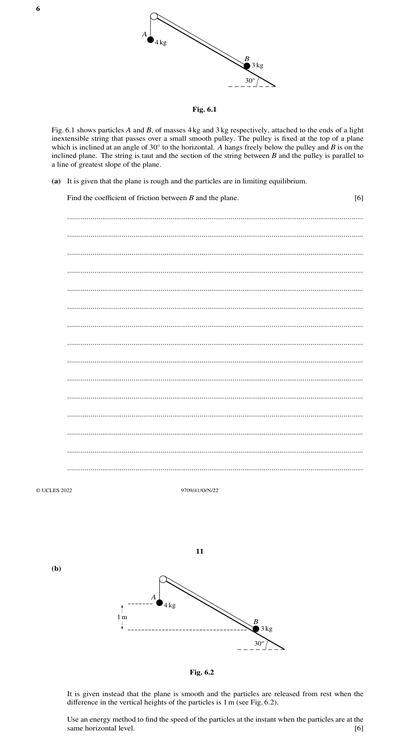 6
A
4 kg
B
3 kg
30°
Fig. 6.1
Fig. 6.1 shows particles A and B, of masses 4 kg and 3 kg respectively, attached to the ends of a light
inextensible string that passes over a small smooth pulley. The pulley is fixed at the top of a plane
which is inclined at an angle of 30° to the horizontal. A hangs freely below the pulley and B is on the
inclined plane. The string is taut and the section of the string between B and the pulley is parallel to
a line of greatest slope of the plane.
(a) It is given that the plane is rough and the particles are in limiting equilibrium.
Find the coefficient of friction between B and the plane. [6]
© UCLES 2022 9709/41/O/N/22
11
(b)
A
4 kg
1 m
B
3 kg
30°
Fig. 6.2
It is given instead that the plane is smooth and the particles are released from rest when the
difference in the vertical heights of the particles is 1 m (see Fig. 6.2).
Use an energy method to find the speed of the particles at the instant when the particles are at the
same horizontal level. [6]